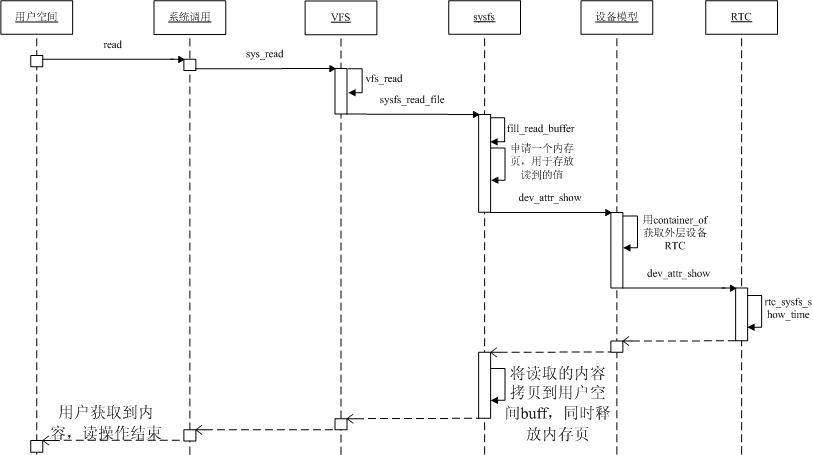 用户空间
系统调用
VFS
sysfs
设备模型
RTC
read
sys_read
vfs_read
sysfs_read_file
fill_read_buffer
申请一个内存
页，用于存放
读到的值
dev_attr_show
用container_of
获取外层设备
RTC
dev_attr_show
rtc_sysfs_s
how_time
将读取的内容
拷贝到用户空
间buff，同时释
放内存页
用户获取到内
容，读操作结束